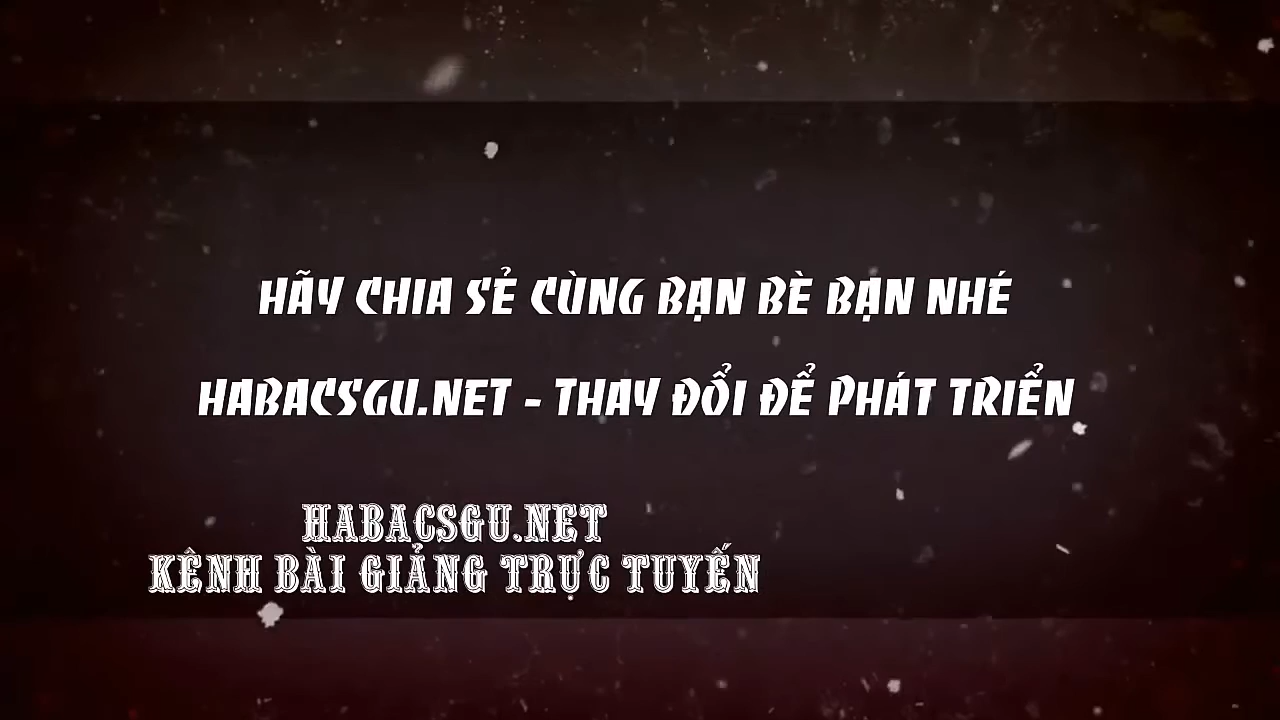 HÃY CHIA SẺ CÙNG BẠN BÈ BẠN NHÉ
HABACSGU.NET - THAY ĐỔI ĐỂ PHÁT TRIỂN
HABACSGU.NET
KÊNH BÀI GIẢNG TRỰC TUYẾN